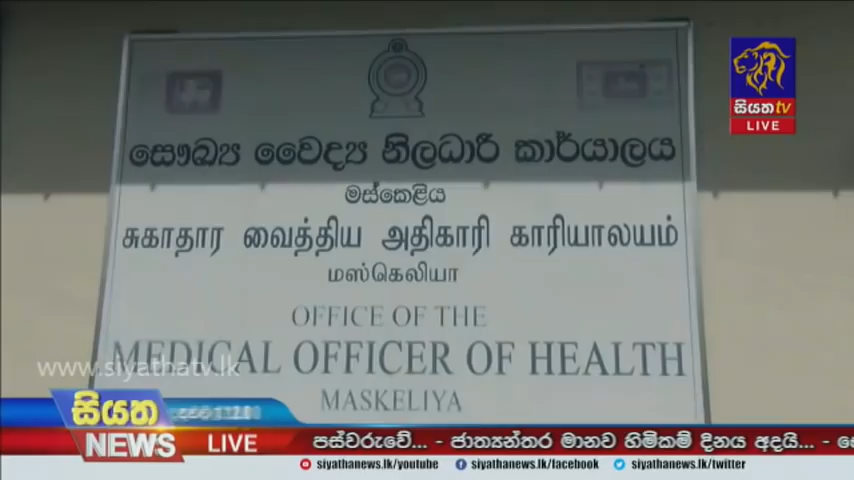 සියත tv
LIVE
සෞඛ්‍ය වෛද්‍ය නිලධාරී කාර්යාලය
මස්කෙළිය
சுகாதார வைத்திய அதிகாரி காரியாலயம்
மஸ்கெலியா
OFFICE OF THE
MEDICAL OFFICER OF HEALTH
MASKELIYA
www.siyathatv.lk
සියත
NEWS LIVE
පස්වරුවේ... - ජාත්‍යන්තර මානව හිමිකම් දිනය අදයි... -
siyathanews.lk/youtube siyathanews.lk/facebook siyathanews.lk/twitter